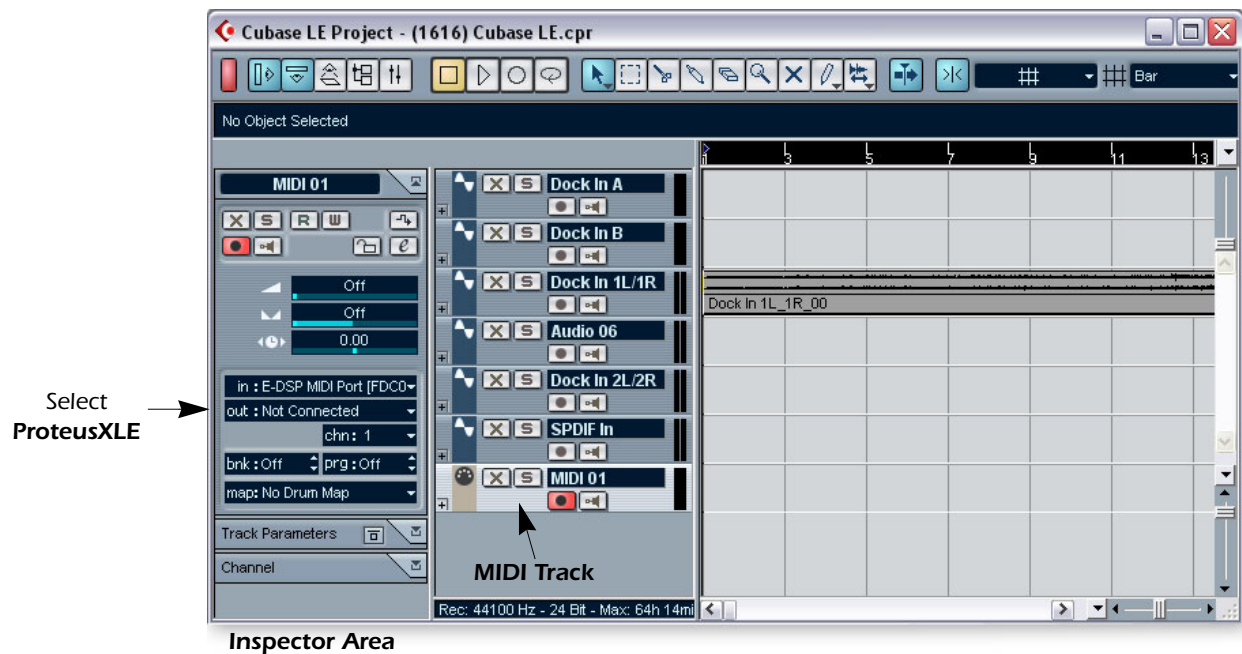 Cubase LE Project - (1616) Cubase LE.cpr
Bar
No Object Selected
1 3 5 7 9 11 13
MIDI 01
X S R W
e
Off
Off
0.00
in : E-DSP MIDI Port [FDC0
out : Not Connected
chn: 1
bnk : Off prg : Off
map: No Drum Map
Track Parameters
Channel
X S Dock In A
X S Dock In B
X S Dock In 1L/1R
X S Audio 06
X S Dock In 2L/2R
X S SPDIF In
X S MIDI 01
Dock In 1L_1R_00
Select
ProteusXLE
MIDI Track
Rec: 44100 Hz - 24 Bit - Max: 64h 14mi
Inspector Area